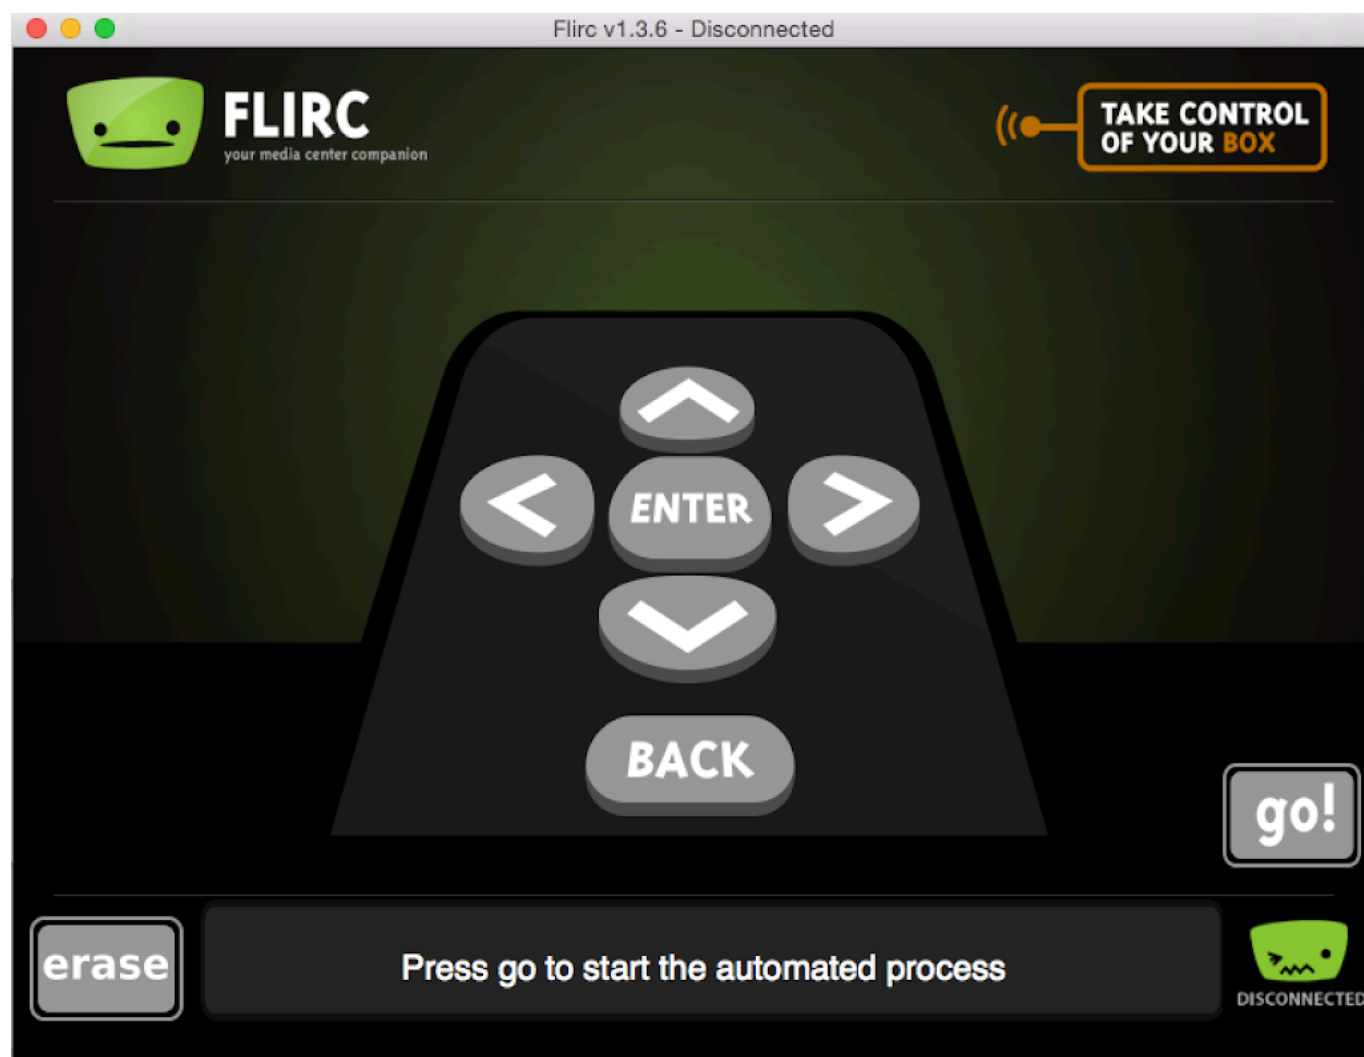 Flirc v1.3.6 - Disconnected
FLIRC
your media center companion
TAKE CONTROL
OF YOUR BOX
ENTER
BACK
go!
erase
Press go to start the automated process
DISCONNECTED